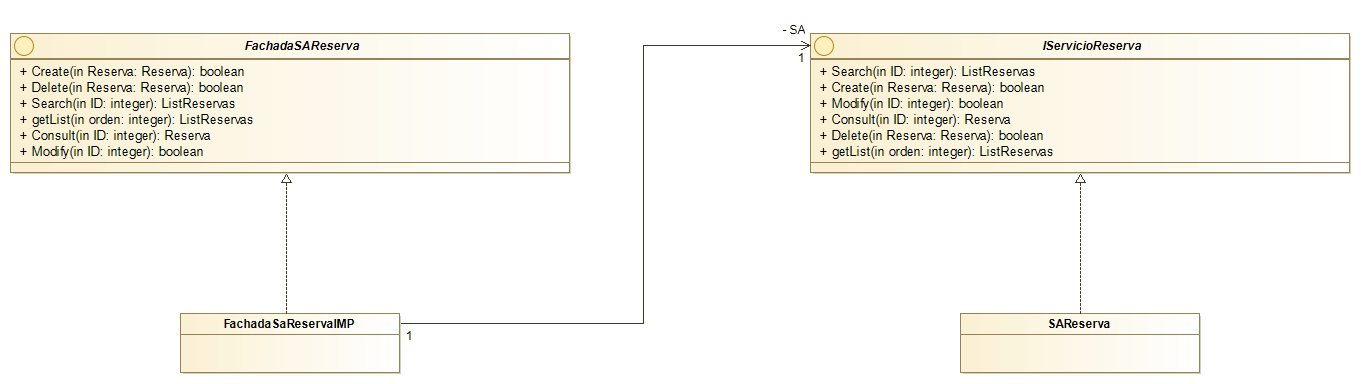 FachadaSAReserva
+ Create(in Reserva: Reserva): boolean
+ Delete(in Reserva: Reserva): boolean
+ Search(in ID: integer): ListReservas
+ getList(in orden: integer): ListReservas
+ Consult(in ID: integer): Reserva
+ Modify(in ID: integer): boolean
- SA
1
IServicioReserva
+ Search(in ID: integer): ListReservas
+ Create(in Reserva: Reserva): boolean
+ Modify(in ID: integer): boolean
+ Consult(in ID: integer): Reserva
+ Delete(in Reserva: Reserva): boolean
+ getList(in orden: integer): ListReservas
FachadaSaReservaIMP
1
SAReserva